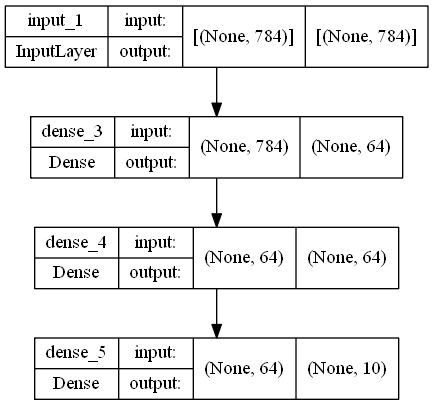 input_1 input: [(None, 784)] [(None, 784)]
InputLayer output:
dense_3 input: (None, 784) (None, 64)
Dense output:
dense_4 input: (None, 64) (None, 64)
Dense output:
dense_5 input: (None, 64) (None, 10)
Dense output: